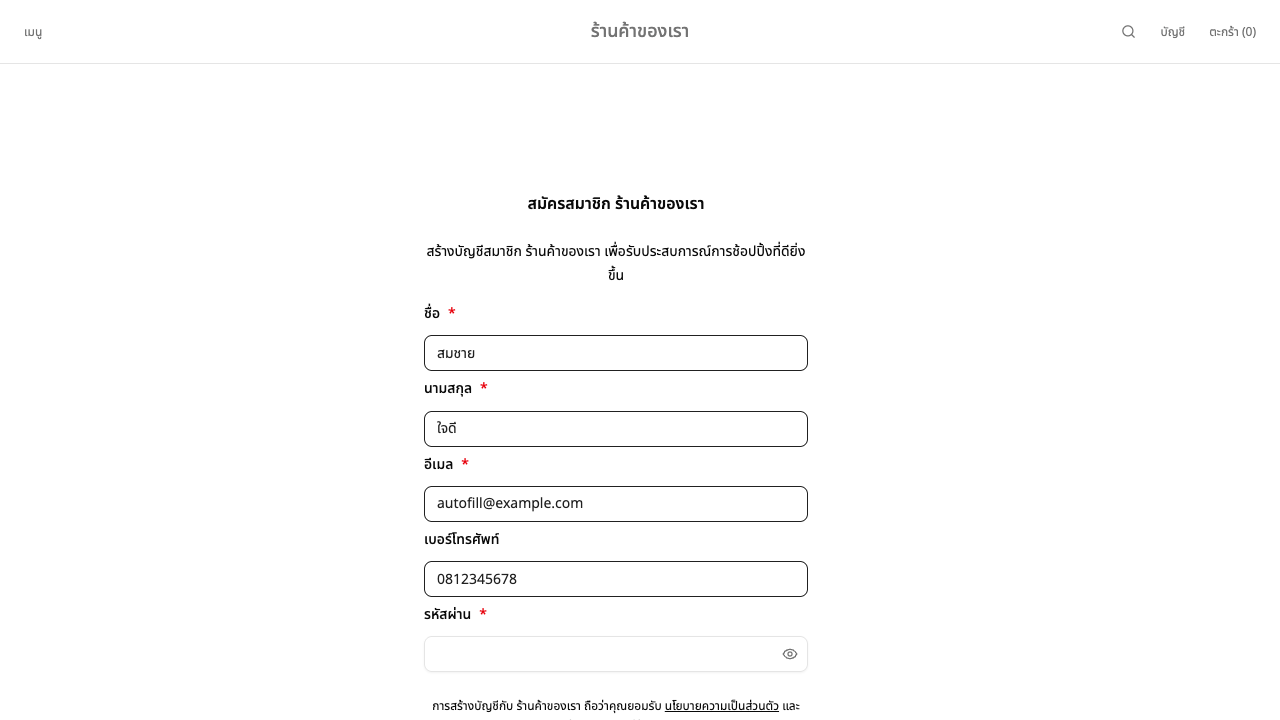 เมนู
ร้านค้าของเรา
บัญชี
ตะกร้า (0)
สมัครสมาชิก ร้านค้าของเรา
สร้างบัญชีสมาชิก ร้านค้าของเรา เพื่อรับประสบการณ์การช้อปปิ้งที่ดียิ่ง
ขึ้น
ชื่อ *
สมชาย
นามสกุล *
ใจดี
อีเมล *
autofill@example.com
เบอร์โทรศัพท์
0812345678
รหัสผ่าน *
การสร้างบัญชีกับ ร้านค้าของเรา ถือว่าคุณยอมรับ นโยบายความเป็นส่วนตัว และ